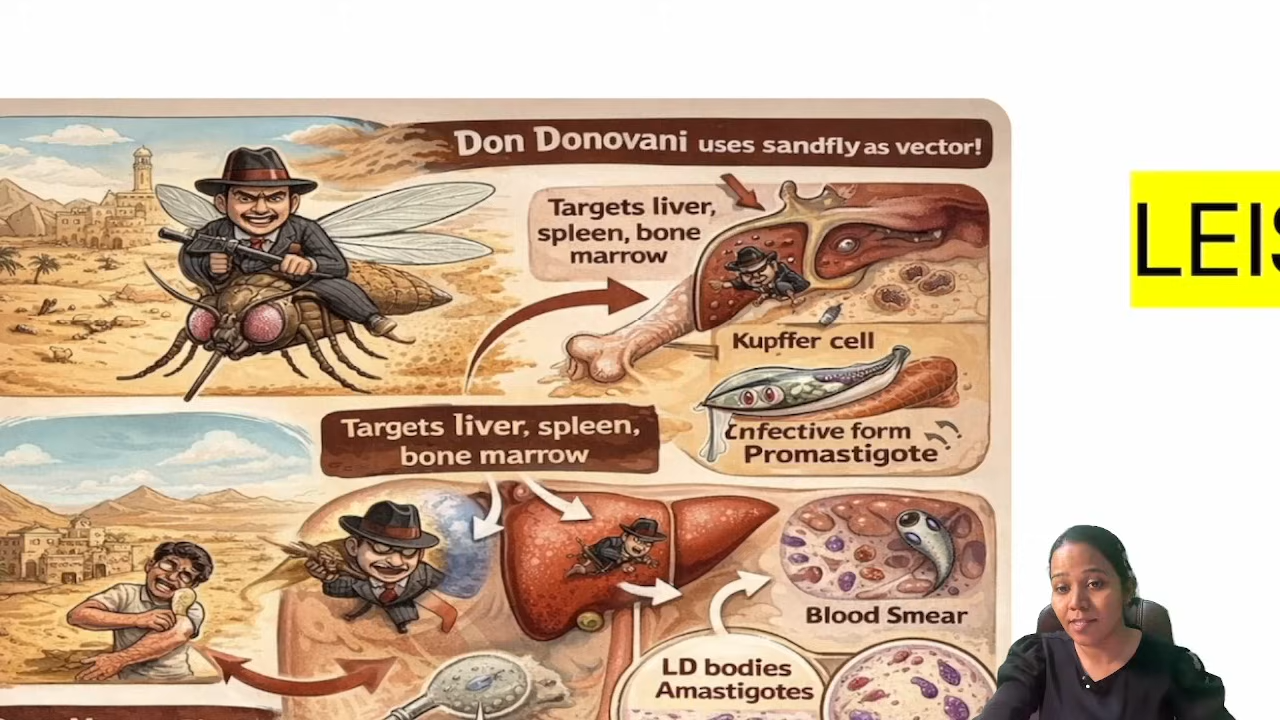 Don Donovani uses sandfly as vector!
Targets liver,
spleen, bone
marrow
LEIS
Kupffer cell
Infective form
Promastigote
Targets liver, spleen,
bone marrow
Blood Smear
LD bodies
Amastigotes